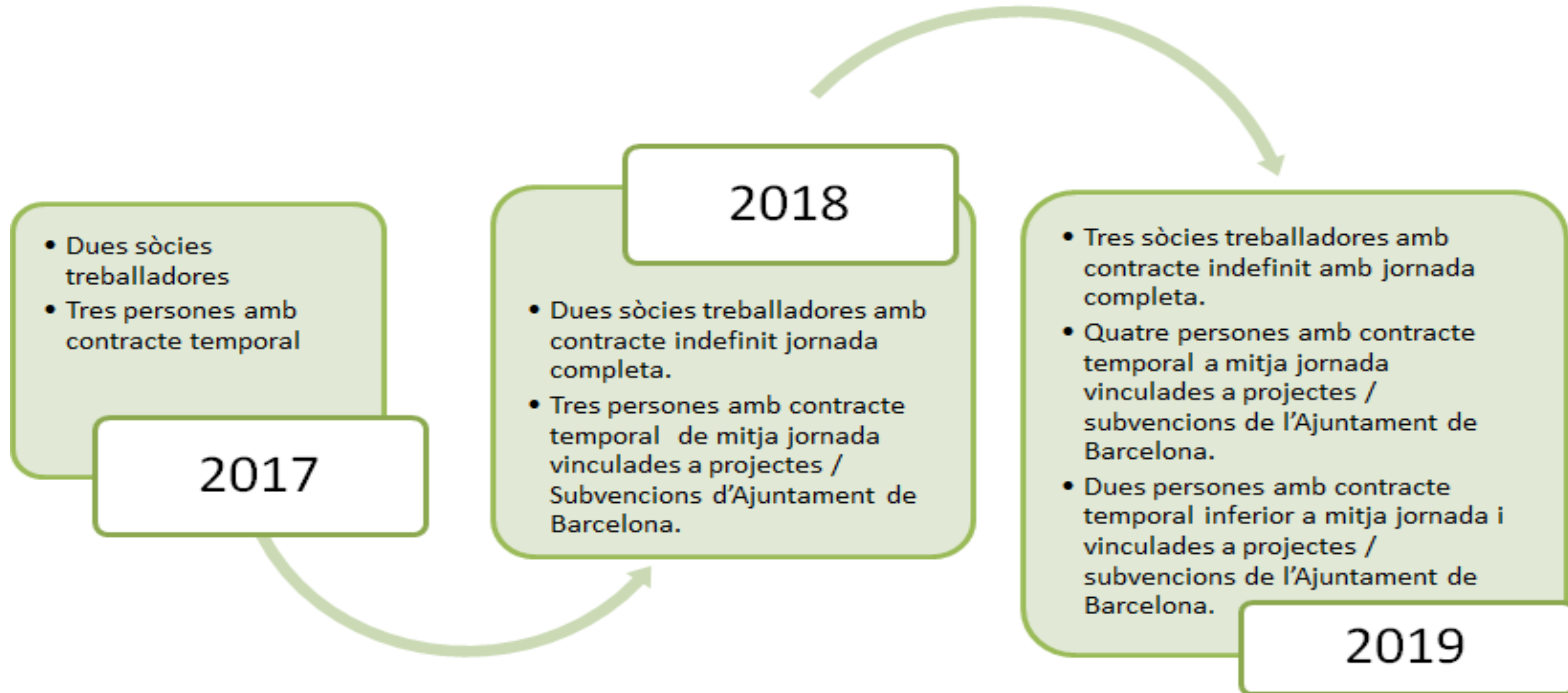 • Dues sòcies
treballadores
• Tres persones amb
contracte temporal
2017
2018
• Dues sòcies treballadores amb
contracte indefinit jornada
completa.
• Tres persones amb contracte
temporal de mitja jornada
vinculades a projectes /
Subvencions d’Ajuntament de
Barcelona.
• Tres sòcies treballadores amb
contracte indefinit amb jornada
completa.
• Quatre persones amb contracte
temporal a mitja jornada
vinculades a projectes /
subvencions de l’Ajuntament de
Barcelona.
• Dues persones amb contracte
temporal inferior a mitja jornada i
vinculades a projectes /
subvencions de l’Ajuntament de
Barcelona.
2019